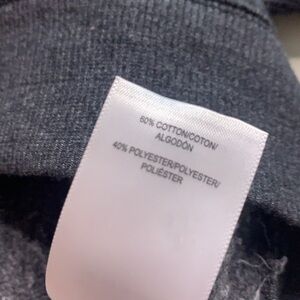 60% COTTON/COTON/
ALGODÓN
40% POLYESTER/POLYESTER/
POLIÉSTER